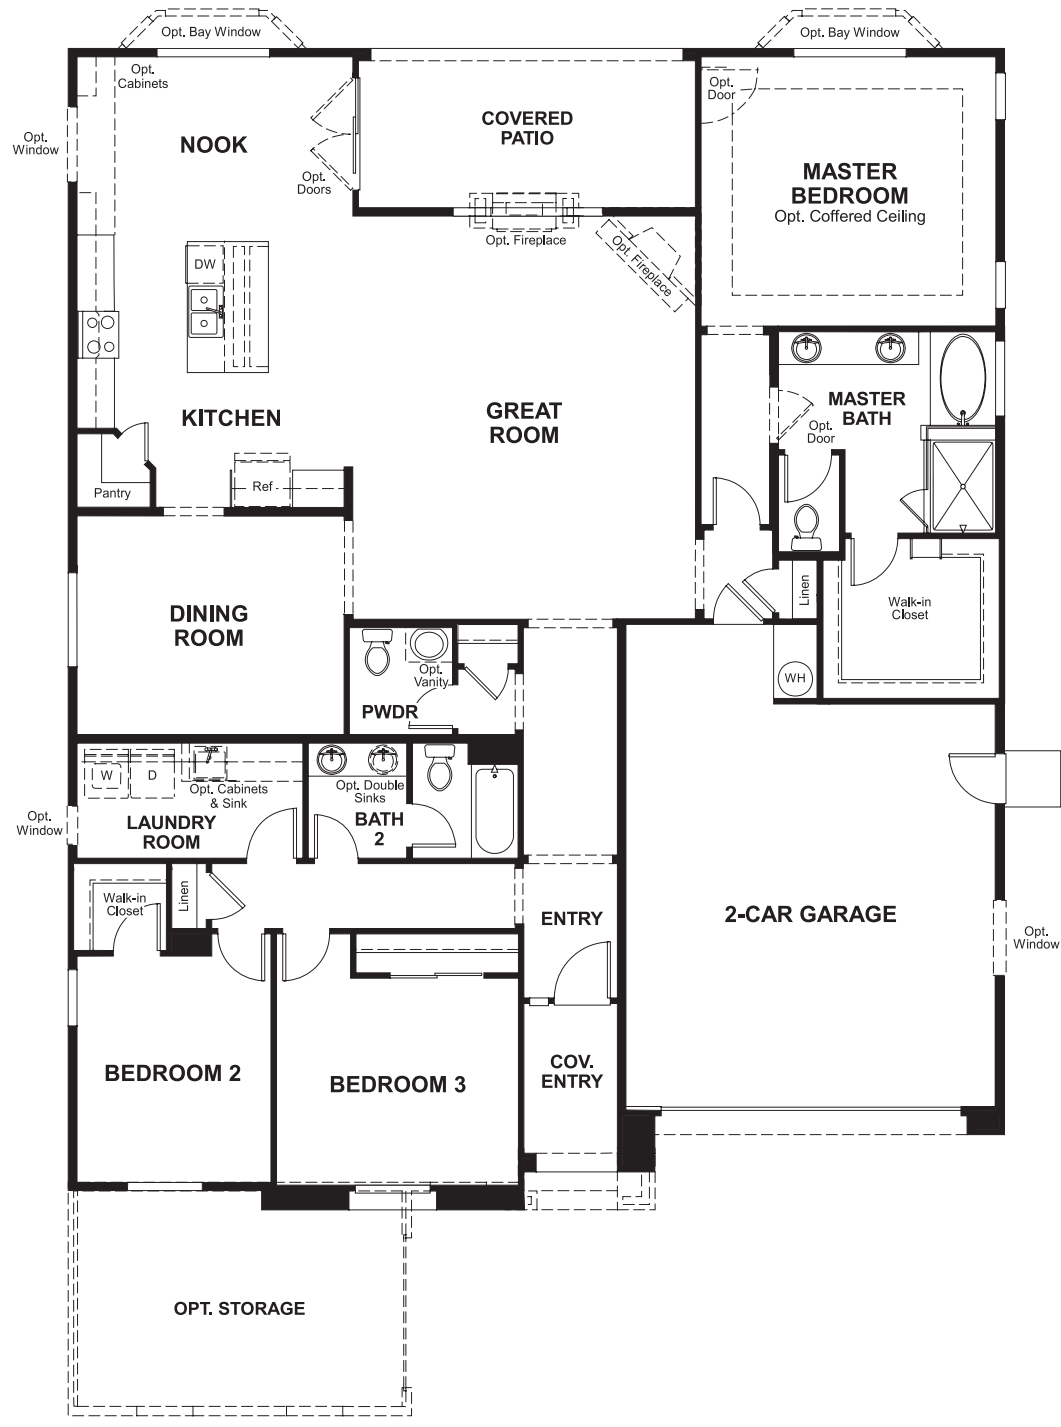 Opt. Bay Window
Opt. Bay Window
Opt.
Cabinets
Opt.
Door
Opt.
Window
NOOK
COVERED
PATIO
Opt.
Doors
MASTER
BEDROOM
Opt. Coffered Ceiling
Opt. Fireplace
Opt. Fireplace
DW
KITCHEN
GREAT
ROOM
MASTER
BATH
Opt.
Door
Pantry
Ref
Linen
Walk-in
Closet
DINING
ROOM
Opt.
Vanity
WH
PWDR
W
D
Opt. Cabinets
& Sink
Opt. Double
Sinks
Opt.
Window
LAUNDRY
ROOM
BATH
2
Walk-in
Closet
Linen
ENTRY
2-CAR GARAGE
Opt.
Window
BEDROOM 2
BEDROOM 3
COV.
ENTRY
OPT. STORAGE